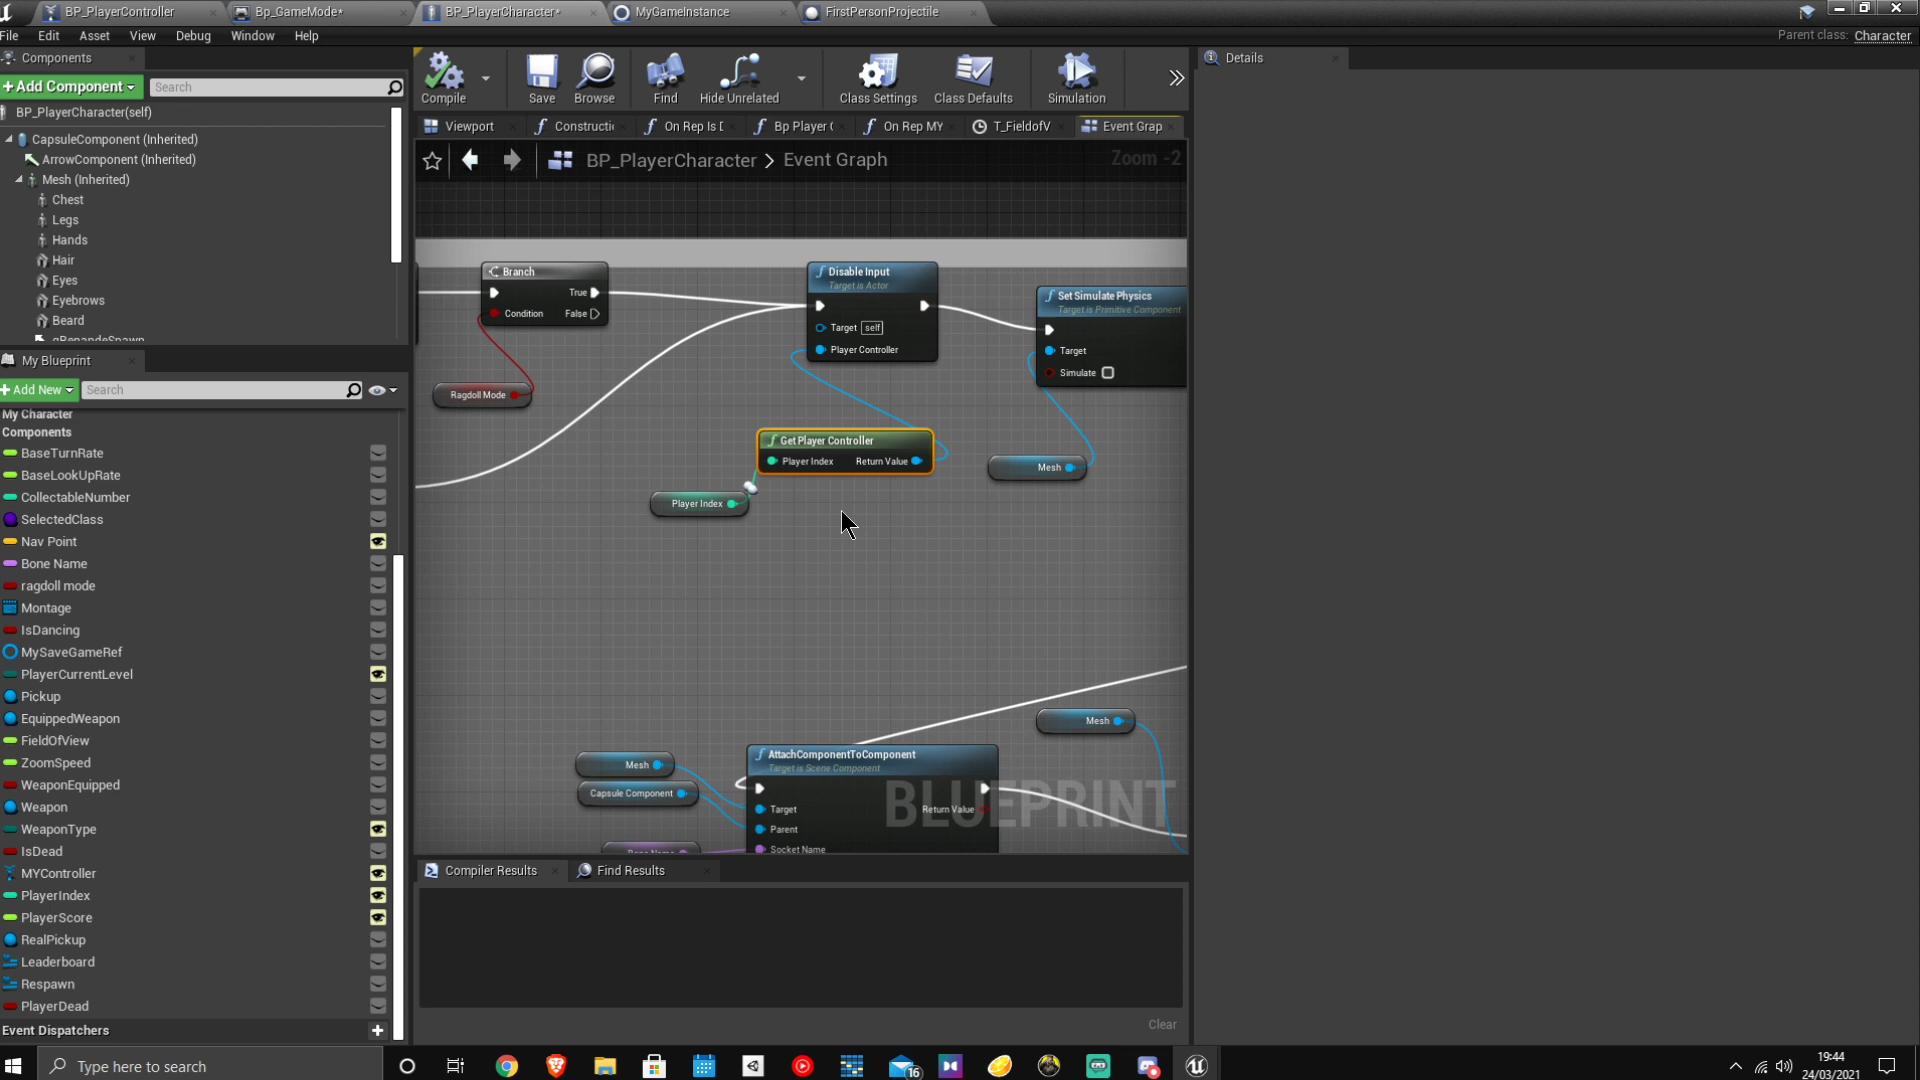 BP_PlayerController
Bp_GameMode*
BP_PlayerCharacter*
MyGameInstance
FirstPersonProjectile
File Edit Asset View Debug Window Help
Parent class: Character
Components
+Add Component
Search
BP_PlayerCharacter(self)
CapsuleComponent (Inherited)
ArrowComponent (Inherited)
Mesh (Inherited)
Chest
Legs
Hands
Hair
Eyes
Eyebrows
Beard
My Blueprint
+Add New
Search
My Character
Components
BaseTurnRate
BaseLookUpRate
CollectableNumber
SelectedClass
Nav Point
Bone Name
ragdoll mode
Montage
IsDancing
MySaveGameRef
PlayerCurrentLevel
Pickup
EquippedWeapon
FieldOfView
ZoomSpeed
WeaponEquipped
Weapon
WeaponType
IsDead
MYController
PlayerIndex
PlayerScore
RealPickup
Leaderboard
Respawn
PlayerDead
Event Dispatchers
Compile
Save
Browse
Find
Hide Unrelated
Class Settings
Class Defaults
Simulation
Viewport
Constructi
On Rep Is D
Bp Player C
On Rep MY
T_FieldofV
Event Grap
BP_PlayerCharacter > Event Graph
Zoom -2
Branch
True
Condition
False
Ragdoll Mode
Disable Input
Target is Actor
Target self
Player Controller
Set Simulate Physics
Target is Primitive Component
Target
Simulate
Get Player Controller
Player Index
Return Value
Player Index
Mesh
Mesh
Mesh
Capsule Component
AttachComponentToComponent
Target is Scene Component
Target
Return Value
Parent
Socket Name
Bone Name
BLUEPRINT
Compiler Results
Find Results
Clear
Details
Type here to search
16
19:44
24/03/2021